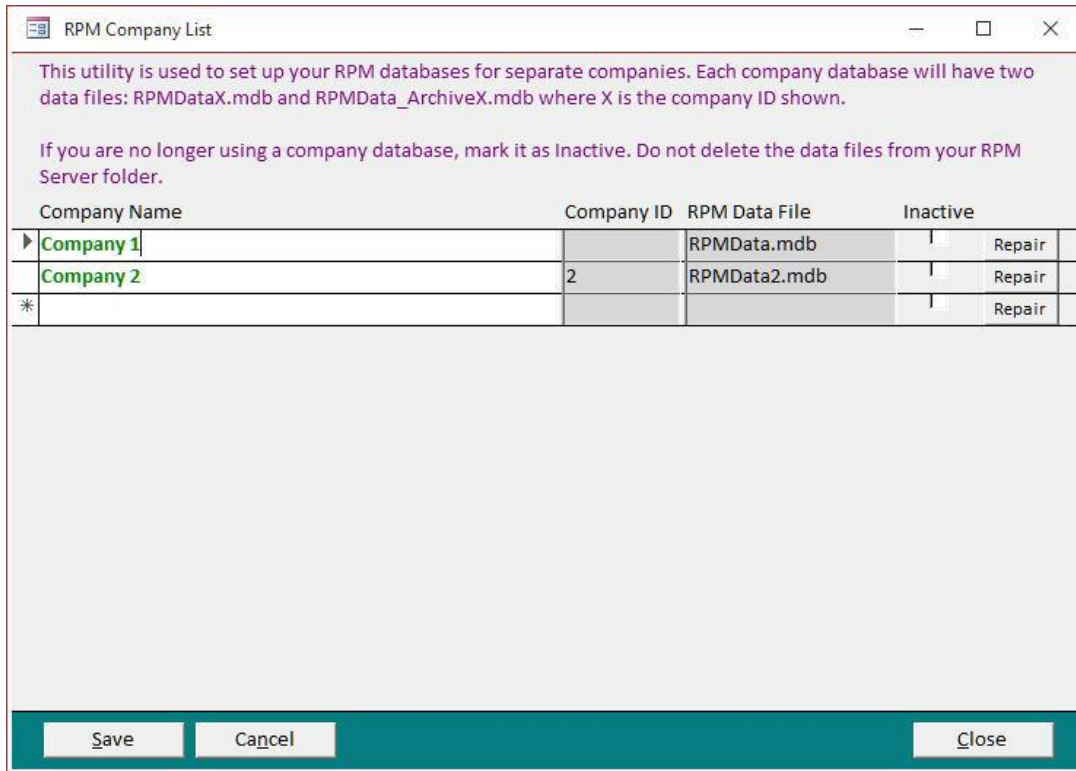 RPM Company List
This utility is used to set up your RPM databases for separate companies. Each company database will have two
data files: RPMDataX.mdb and RPMData_ArchiveX.mdb where X is the company ID shown.
If you are no longer using a company database, mark it as Inactive. Do not delete the data files from your RPM
Server folder.
Company Name Company ID RPM Data File Inactive
Company 1 RPMData.mdb Repair
Company 2 2 RPMData2.mdb Repair
* Repair
Save Cancel Close